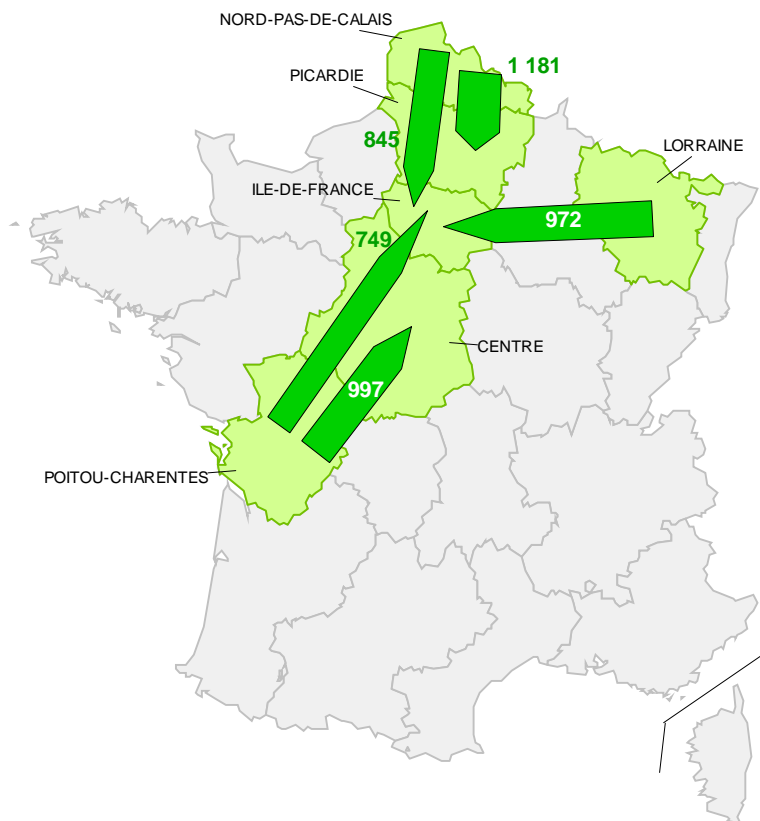 NORD-PAS-DE-CALAIS
1 181
PICARDIE
845
LORRAINE
ILE-DE-FRANCE
972
749
CENTRE
997
POITOU-CHARENTES